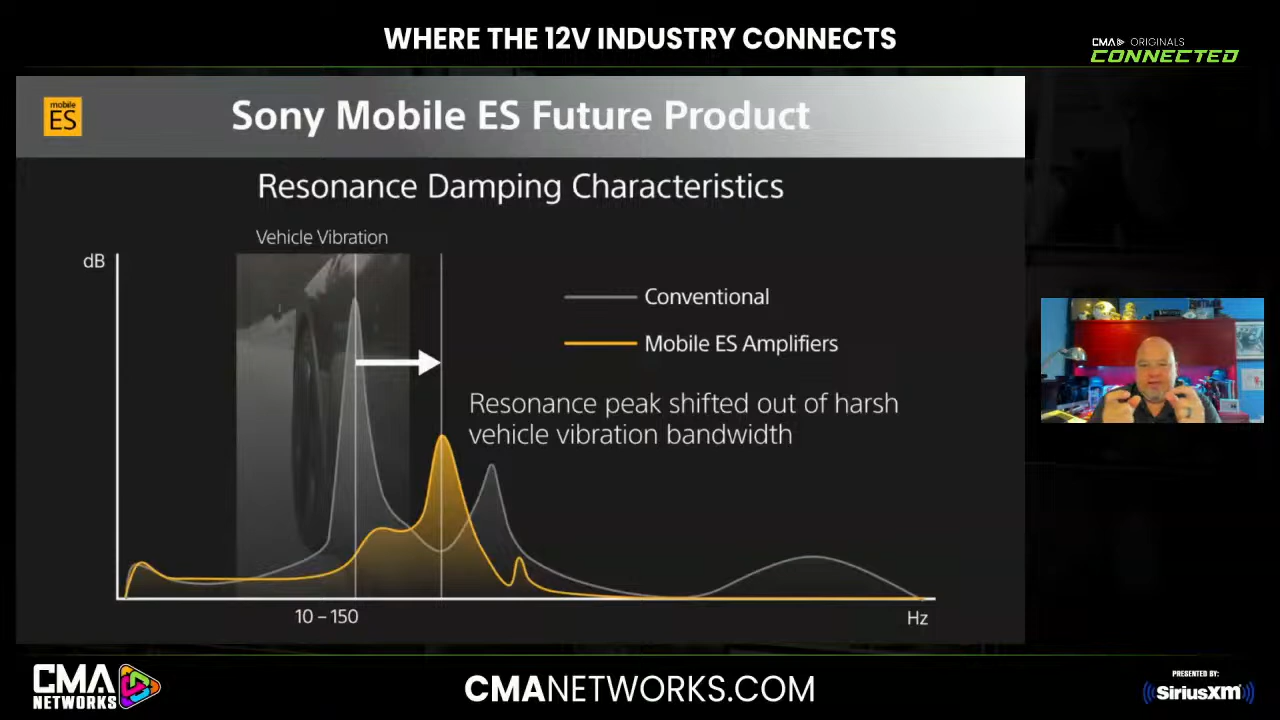 WHERE THE 12V INDUSTRY CONNECTS
CMA ORIGINALS
CONNECTED
mobile
ES
Sony Mobile ES Future Product
Resonance Damping Characteristics
Vehicle Vibration
dB
Conventional
Mobile ES Amplifiers
Resonance peak shifted out of harsh
vehicle vibration bandwidth
10 – 150
Hz
CMA
NETWORKS
CMANETWORKS.COM
PRESENTED BY:
SiriusXM